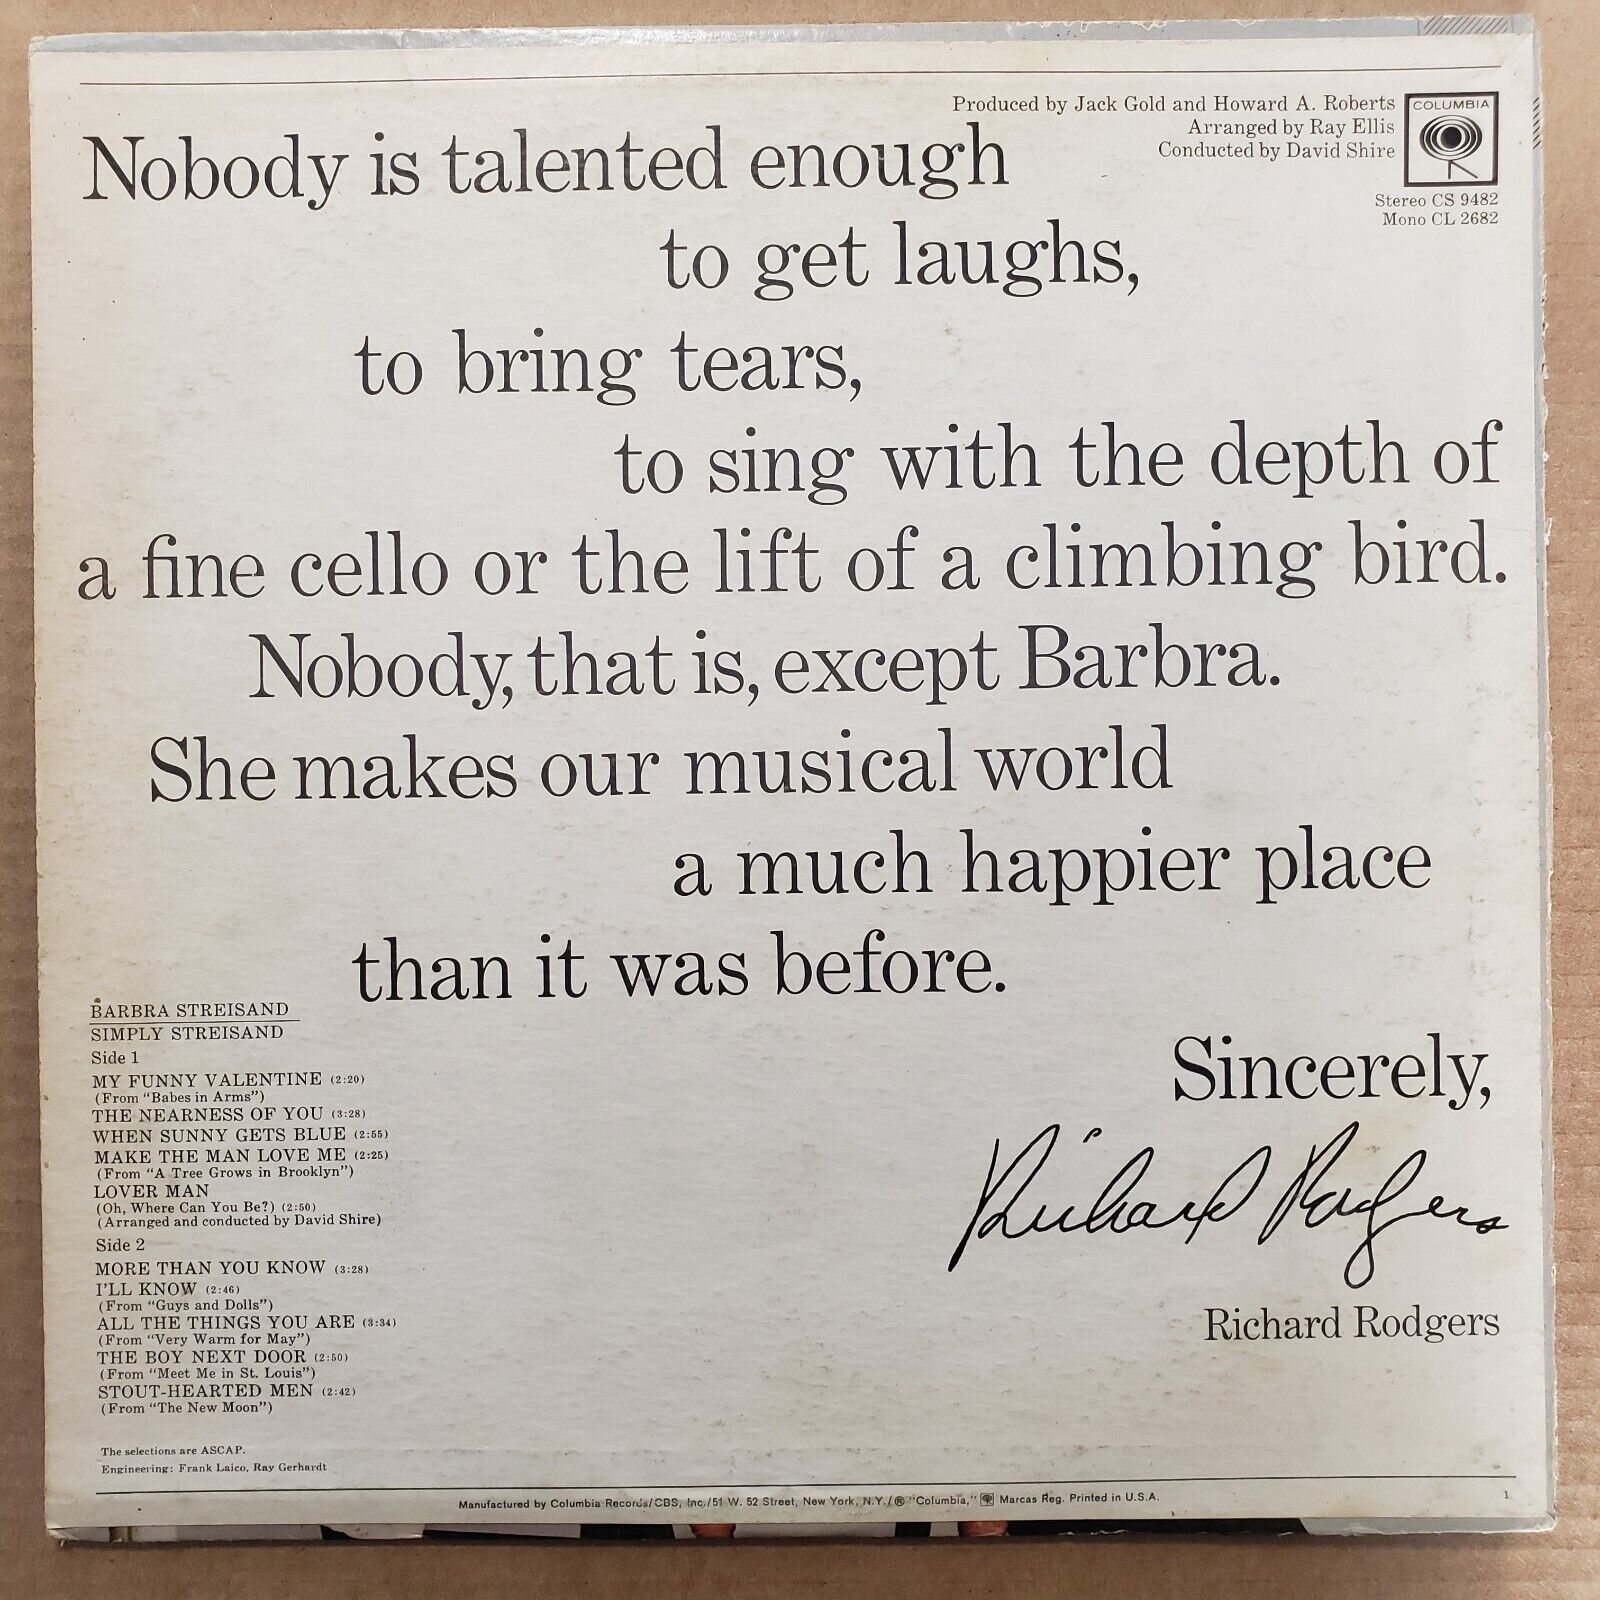 Produced by Jack Gold and Howard A. Roberts
Arranged by Ray Ellis
Conducted by David Shire
COLUMBIA
Stereo CS 9482
Mono CL 2682
Nobody is talented enough
to get laughs,
to bring tears,
to sing with the depth of
a fine cello or the lift of a climbing bird.
Nobody, that is, except Barbra.
She makes our musical world
a much happier place
than it was before.
Sincerely,
Richard Rodgers
Richard Rodgers
BARBRA STREISAND
SIMPLY STREISAND
Side 1
MY FUNNY VALENTINE (2:20)
(From "Babes in Arms")
THE NEARNESS OF YOU (3:28)
WHEN SUNNY GETS BLUE (2:55)
MAKE THE MAN LOVE ME (2:25)
(From "A Tree Grows in Brooklyn")
LOVER MAN
(Oh, Where Can You Be?) (2:50)
(Arranged and conducted by David Shire)
Side 2
MORE THAN YOU KNOW (3:28)
I'LL KNOW (2:46)
(From "Guys and Dolls")
ALL THE THINGS YOU ARE (3:34)
(From "Very Warm for May")
THE BOY NEXT DOOR (2:50)
(From "Meet Me in St. Louis")
STOUT-HEARTED MEN (2:42)
(From "The New Moon")
The selections are ASCAP.
Engineering: Frank Laico, Ray Gerhardt
Manufactured by Columbia Records/CBS, Inc./51 W. 52 Street, New York, N.Y./® "Columbia," Marcas Reg. Printed in U.S.A.
1